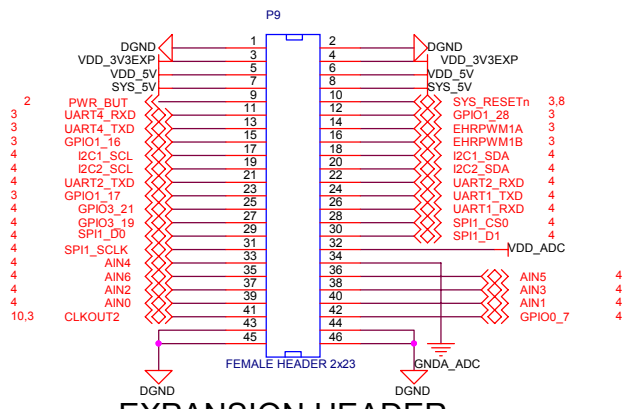 P9
DGND 1 2 DGND
VDD_3V3EXP 3 4 VDD_3V3EXP
VDD_5V 5 6 VDD_5V
SYS_5V 7 8 SYS_5V
2 PWR_BUT 9 10 SYS_RESETn 3,8
3 UART4_RXD 11 12 GPIO1_28 3
3 UART4_TXD 13 14 EHRPWM1A 3
3 GPIO1_16 15 16 EHRPWM1B 3
4 I2C1_SCL 17 18 I2C1_SDA 4
4 I2C2_SCL 19 20 I2C2_SDA 4
4 UART2_TXD 21 22 UART2_RXD 4
3 GPIO1_17 23 24 UART1_TXD 4
4 GPIO3_21 25 26 UART1_RXD 4
4 GPIO3_19 27 28 SPI1_CS0 4
4 SPI1_D0 29 30 SPI1_D1 4
4 SPI1_SCLK 31 32 VDD_ADC
4 AIN4 33 34
4 AIN6 35 36 AIN5 4
4 AIN2 37 38 AIN3 4
4 AIN0 39 40 AIN1 4
10,3 CLKOUT2 41 42 GPIO0_7 4
43 44
45 46
FEMALE HEADER 2x23 GNDA_ADC
DGND DGND
EXPANSION HEADER